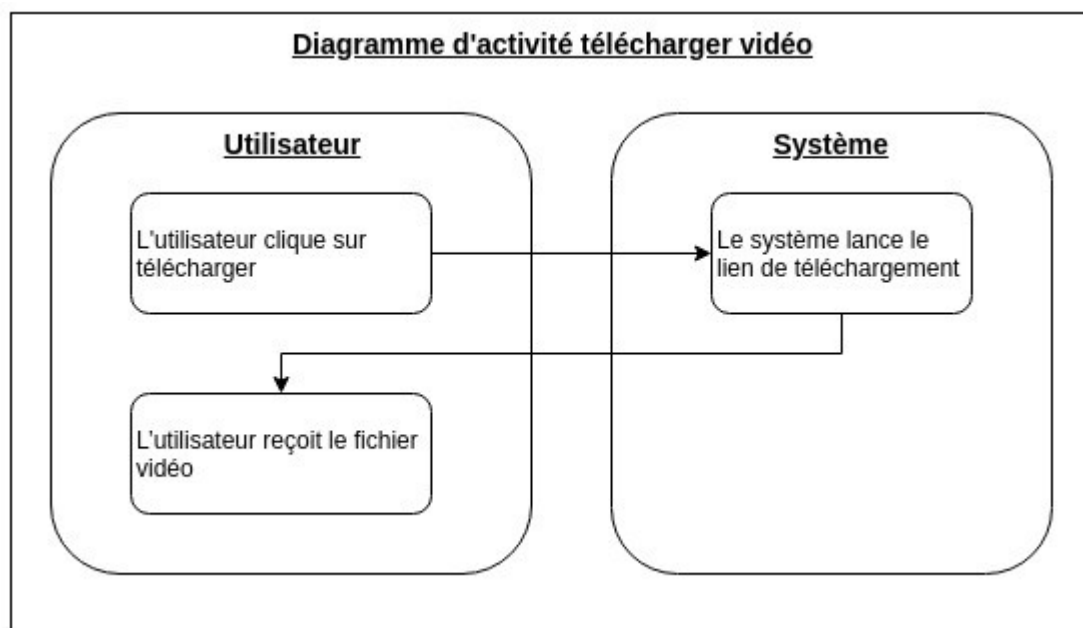 Diagramme d'activité télécharger vidéo
Utilisateur
Système
L'utilisateur clique sur
télécharger
Le système lance le
lien de téléchargement
L'utilisateur reçoit le fichier
vidéo